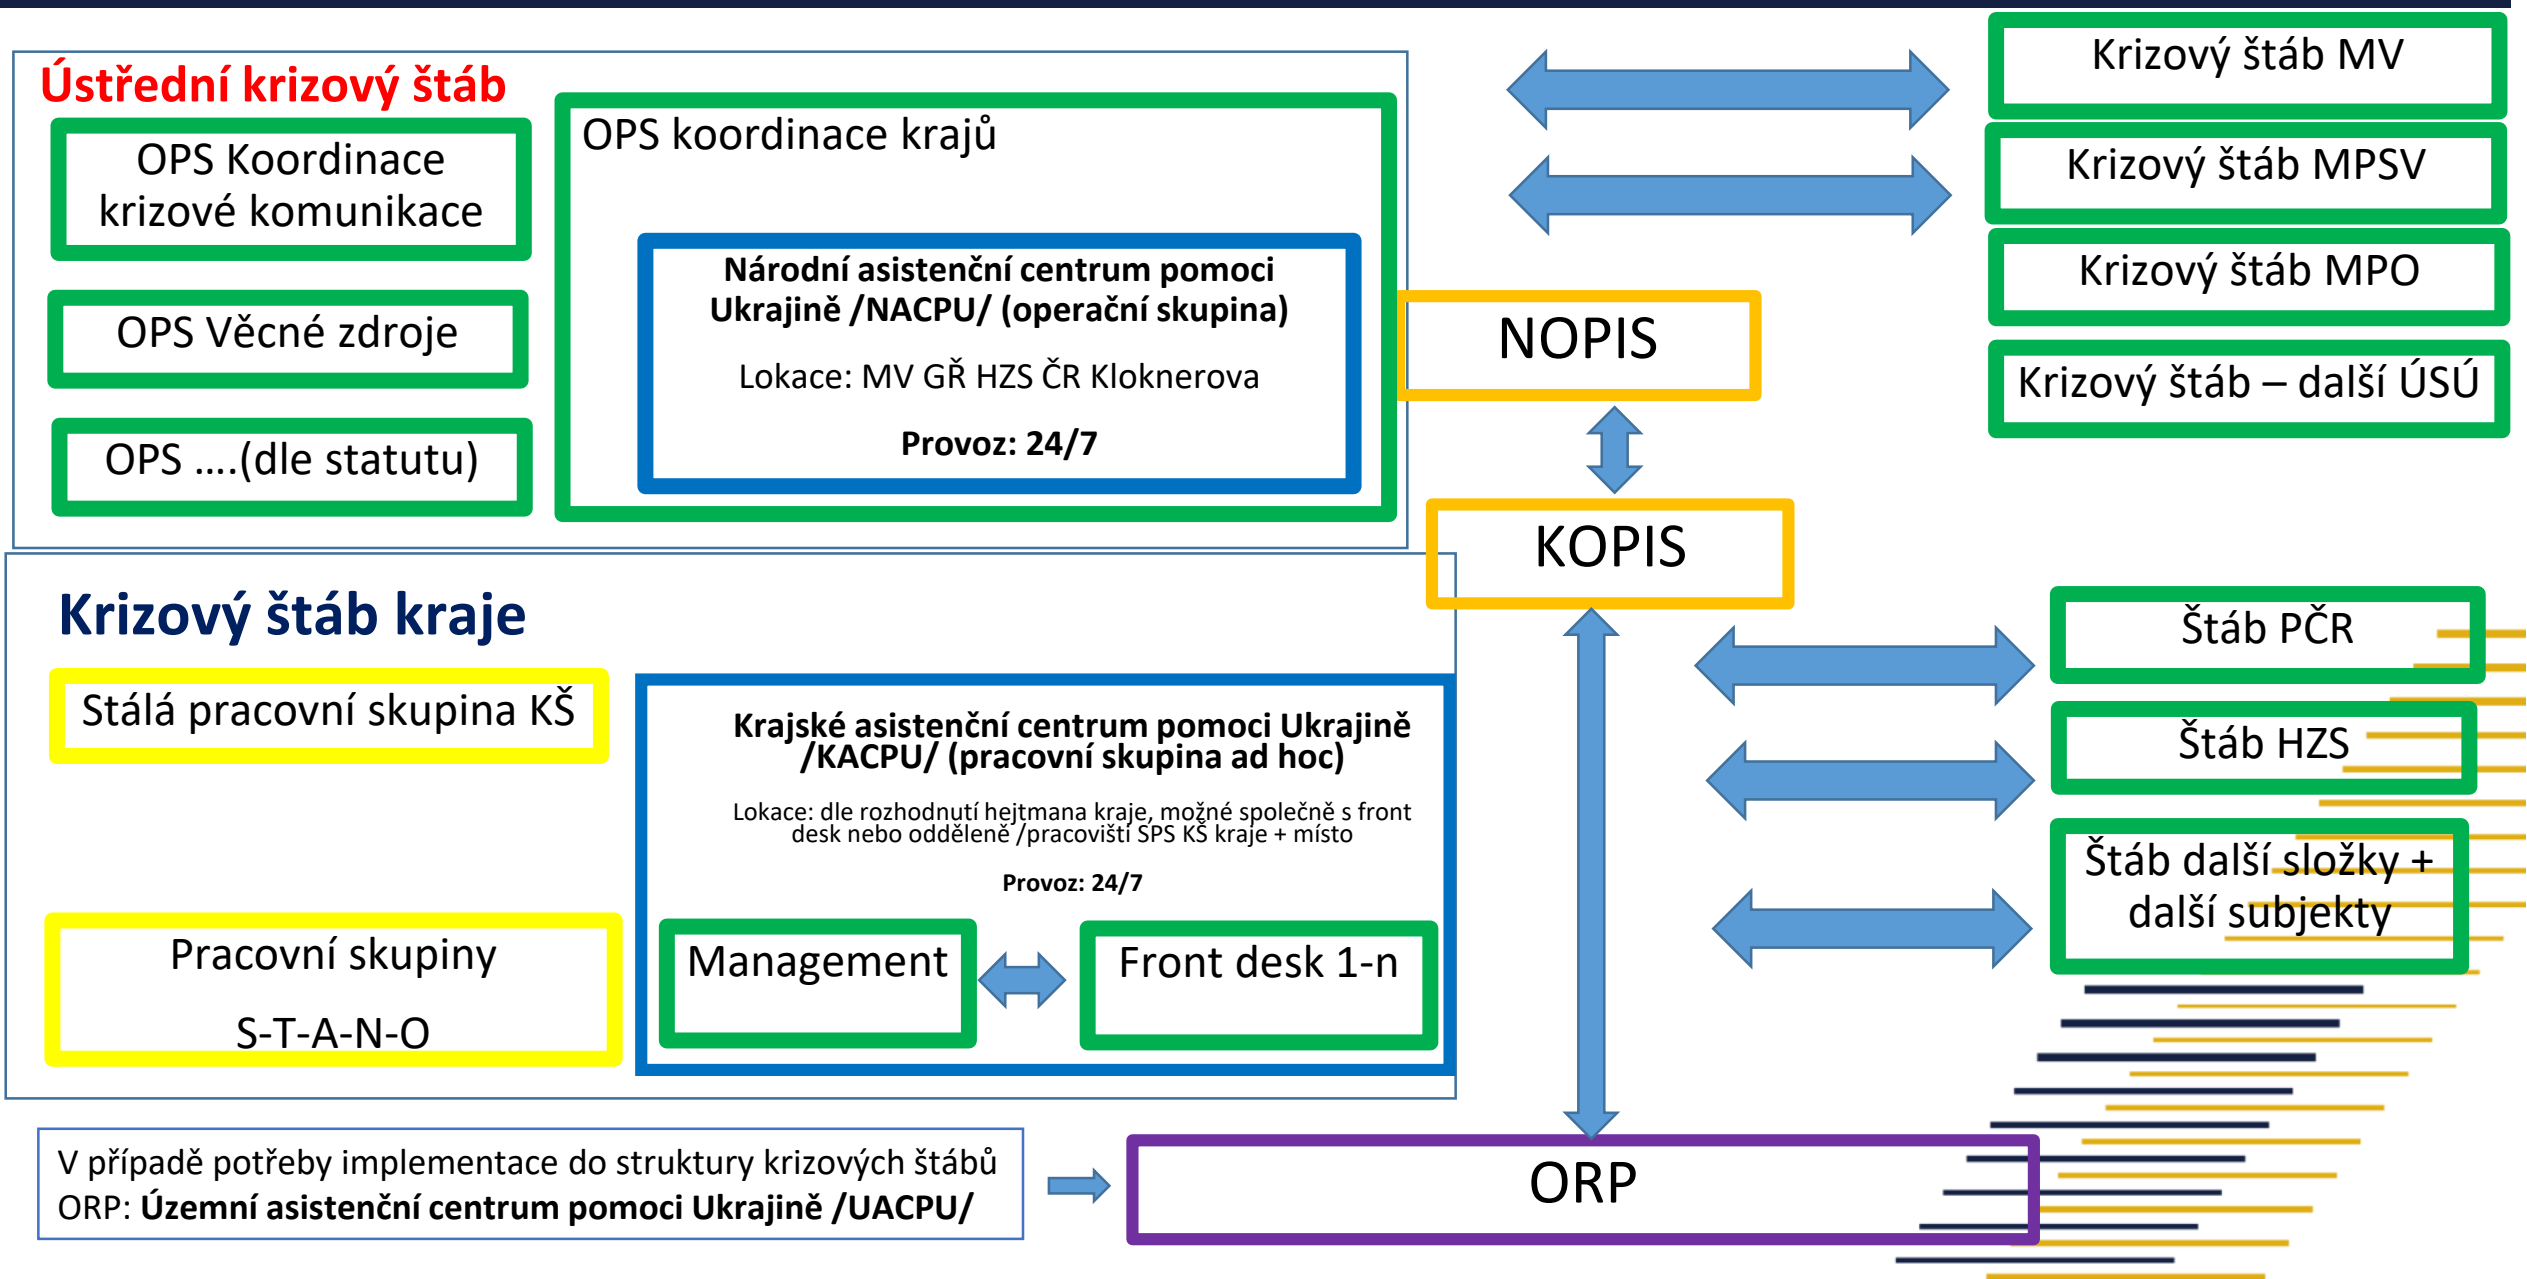 Ústřední krizový štáb
OPS Koordinace
krizové komunikace
OPS Věcné zdroje
OPS ....(dle statutu)
OPS koordinace krajů
Národní asistenční centrum pomoci
Ukrajině /NACPU/ (operační skupina)
Lokace: MV GŘ HZS ČR Kloknerova
Provoz: 24/7
NOPIS
KOPIS
Krizový štáb MV
Krizový štáb MPSV
Krizový štáb MPO
Krizový štáb – další ÚSÚ
Krizový štáb kraje
Stálá pracovní skupina KŠ
Pracovní skupiny
S-T-A-N-O
Krajské asistenční centrum pomoci Ukrajině
/KACPU/ (pracovní skupina ad hoc)
Lokace: dle rozhodnutí hejtmana kraje, možné společně s front
desk nebo odděleně /pracovišti SPS KŠ kraje + místo
Provoz: 24/7
Management
Front desk 1-n
Štáb PČR
Štáb HZS
Štáb další složky +
další subjekty
V případě potřeby implementace do struktury krizových štábů
ORP: Územní asistenční centrum pomoci Ukrajině /UACPU/
ORP